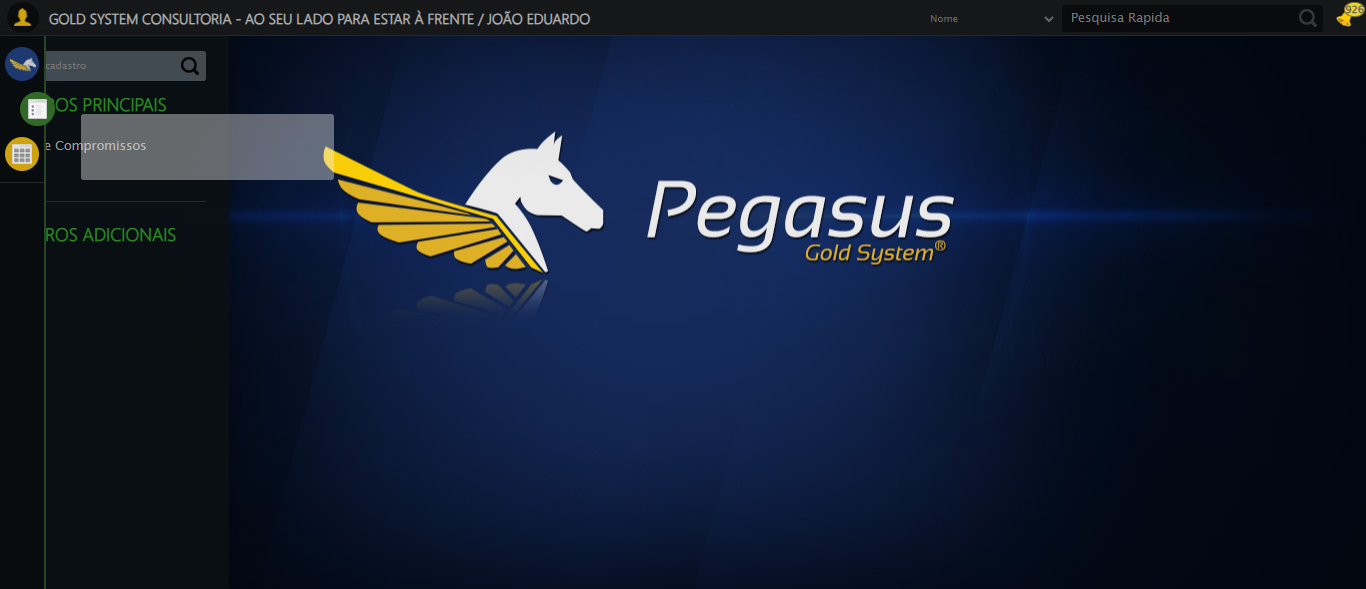 GOLD SYSTEM CONSULTORIA - AO SEU LADO PARA ESTAR À FRENTE / JOÃO EDUARDO
Nome
Pesquisa Rapida
926
cadastro
OS PRINCIPAIS
e Compromissos
ROS ADICIONAIS
Pegasus
Gold System®